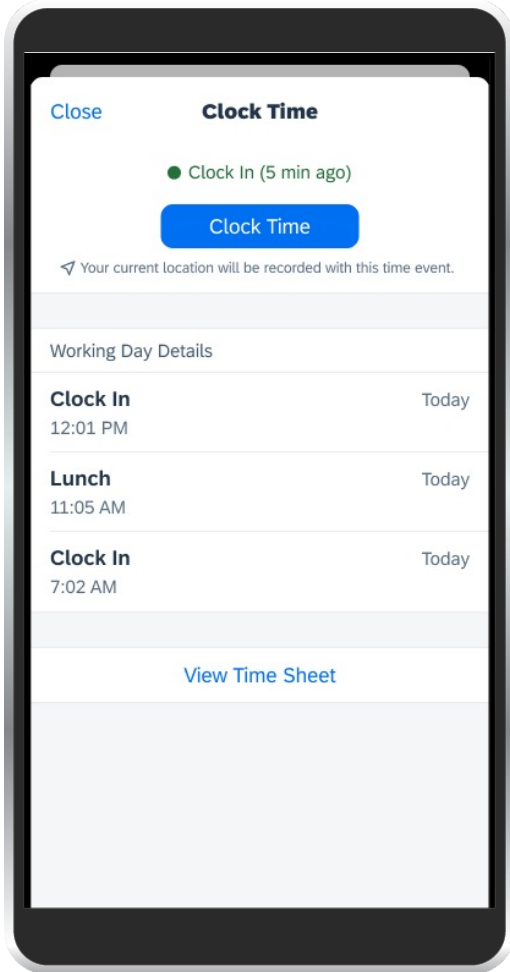 Close Clock Time
Clock In (5 min ago)
Clock Time
Your current location will be recorded with this time event.
Working Day Details
Clock In Today
12:01 PM
Lunch Today
11:05 AM
Clock In Today
7:02 AM
View Time Sheet